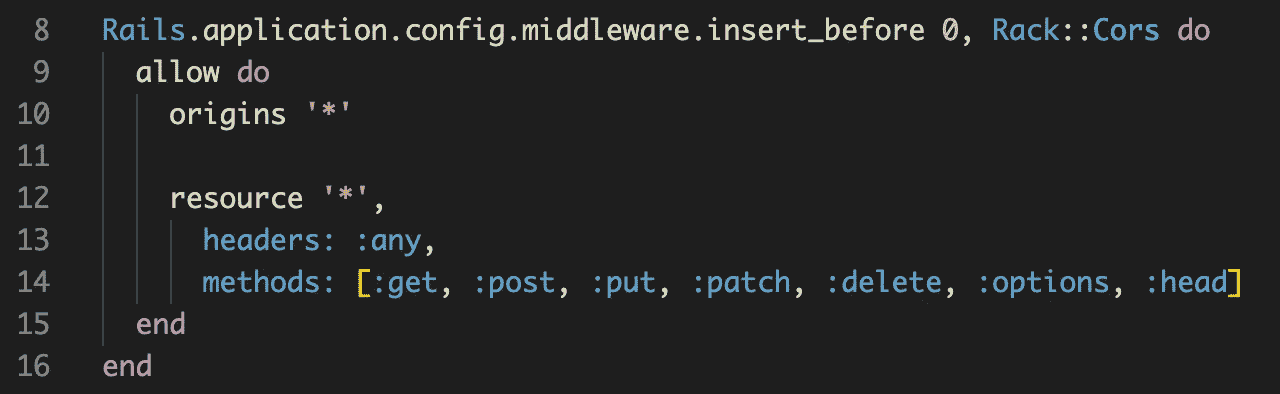 8 Rails.application.config.middleware.insert_before 0, Rack::Cors do
9 allow do
10 origins '*'
11
12 resource '*',
13 headers: :any,
14 methods: [:get, :post, :put, :patch, :delete, :options, :head]
15 end
16 end